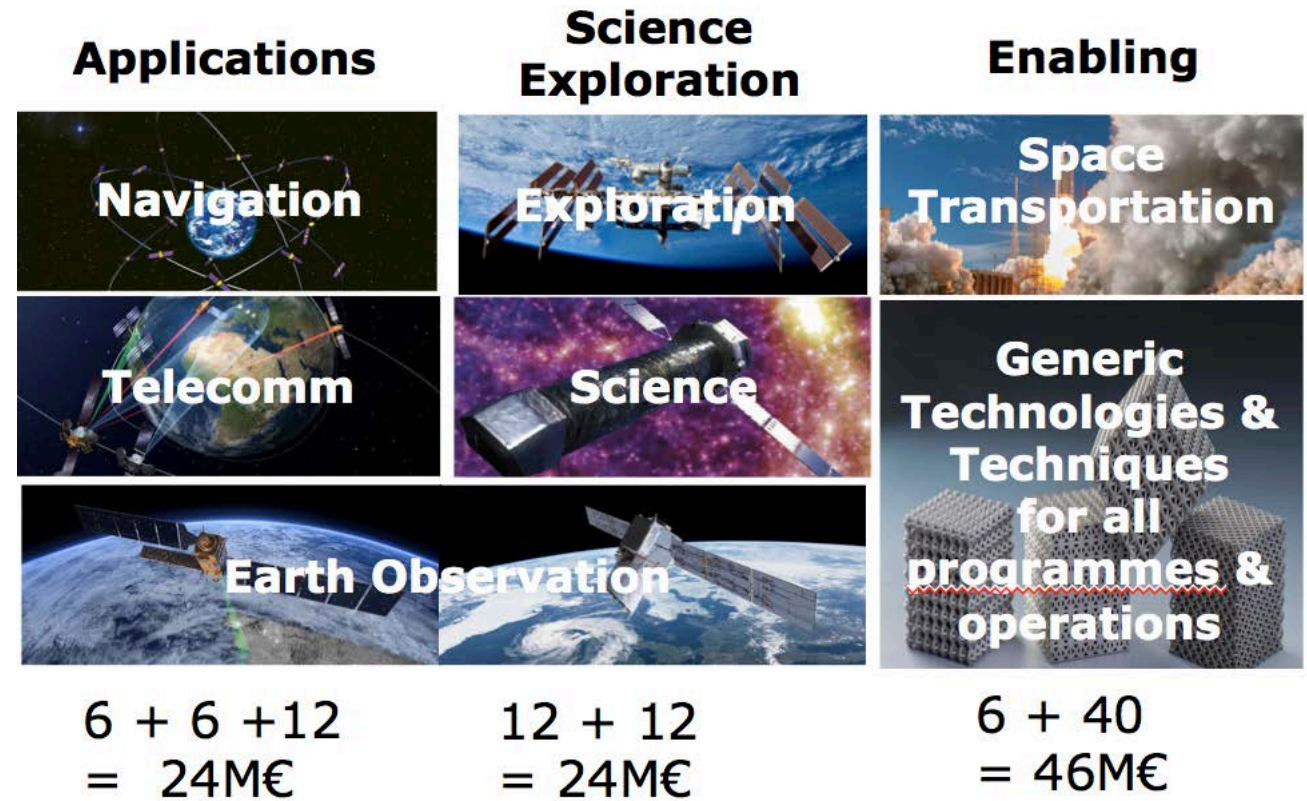 Applications
Science
Exploration
Enabling
Navigation
Exploration
Space
Transportation
Telecomm
Science
Generic
Technologies &
Techniques
for all
programmes &
operations
Earth Observation
6 + 6 +12
= 24M€
12 + 12
= 24M€
6 + 40
= 46M€